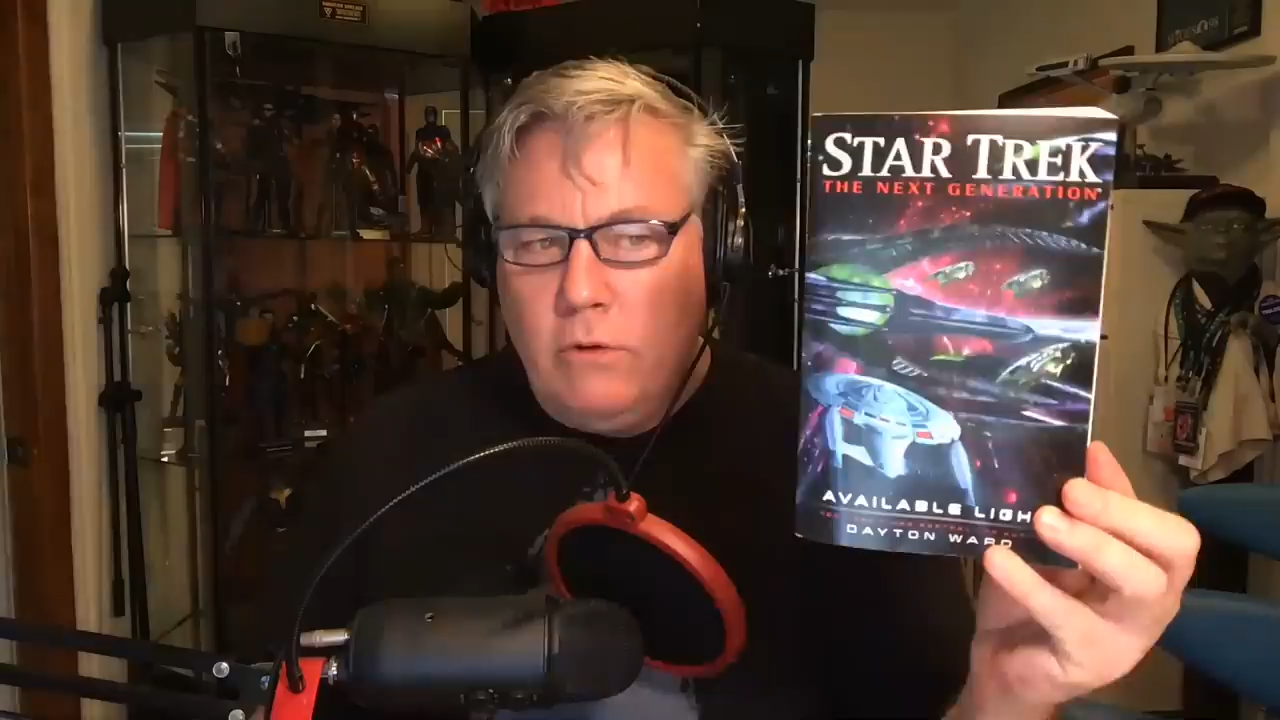 STAR TREK
THE NEXT GENERATION
AVAILABLE LIGH
DAYTON WARD